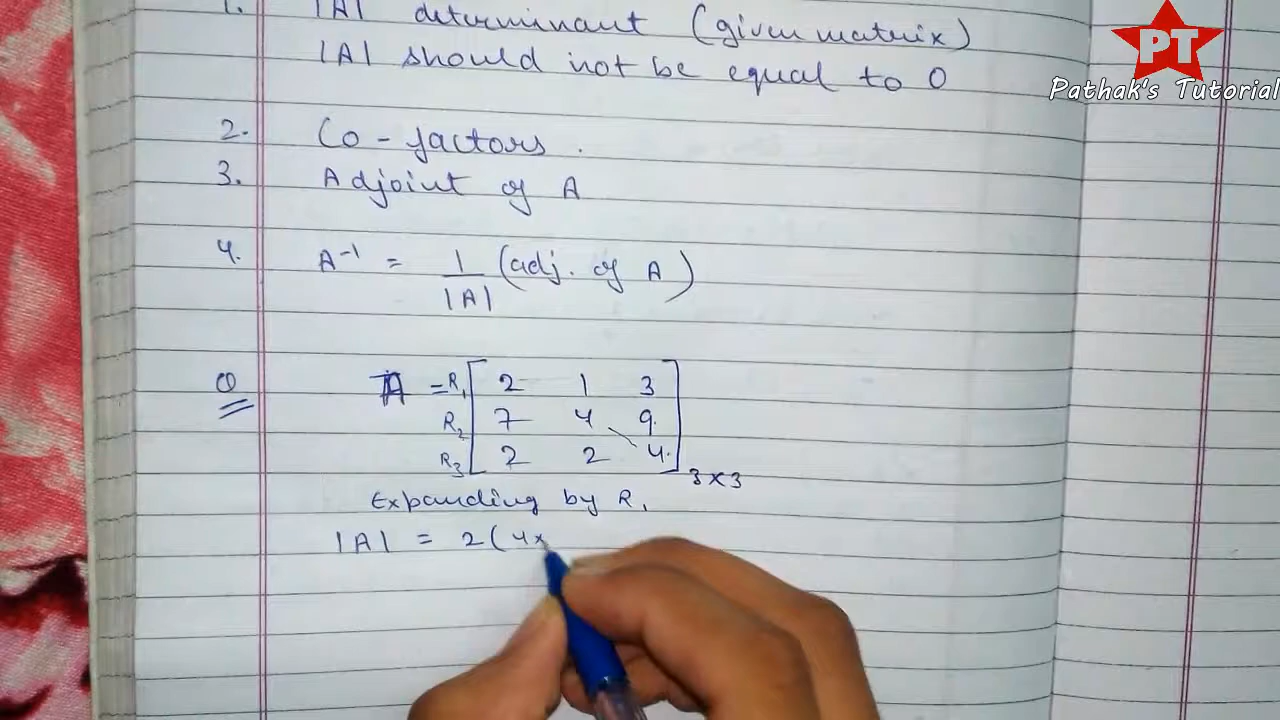 1. |A| determinant (given matrix)
|A| should not be equal to 0
PT
Pathak's Tutorial
2. Co-factors.
3. Adjoint of A
4. A⁻¹ = 1/|A| (adj. of A)
Q A = R₁ [ 2 1 3
R₂ 7 4 9
R₃ 2 2 4 ] 3×3
Expanding by R₁
|A| = 2(4×